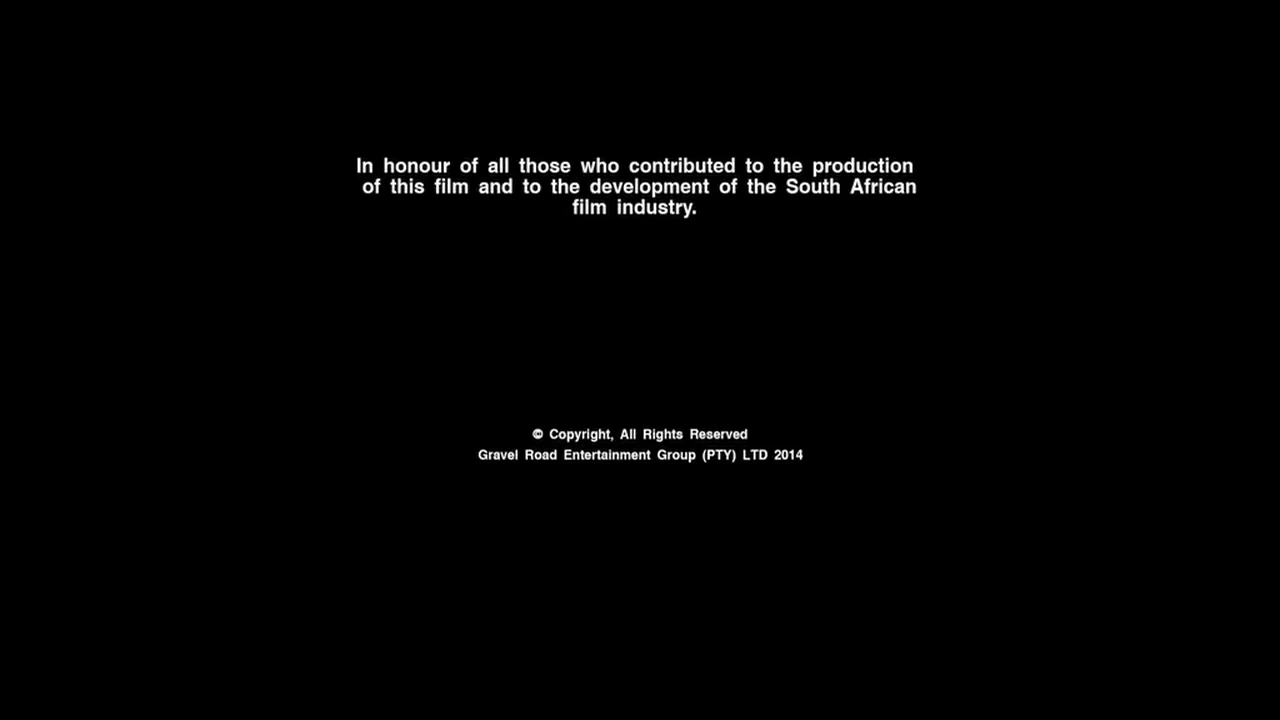 In honour of all those who contributed to the production
of this film and to the development of the South African
film industry.
© Copyright, All Rights Reserved
Gravel Road Entertainment Group (PTY) LTD 2014